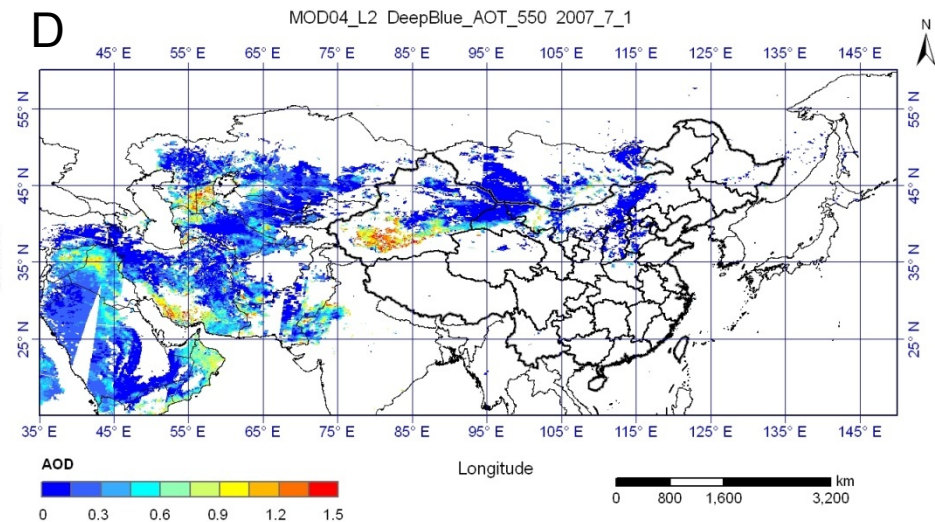 D
MOD04_L2 DeepBlue_AOT_550 2007_7_1
N
45° E 55° E 65° E 75° E 85° E 95° E 105° E 115° E 125° E 135° E 145° E
55° N 55° N
45° N 45° N
35° N 35° N
25° N 25° N
35° E 45° E 55° E 65° E 75° E 85° E 95° E 105° E 115° E 125° E 135° E 145° E
AOD
Longitude
km
0 0.3 0.6 0.9 1.2 1.5
0 800 1,600 3,200